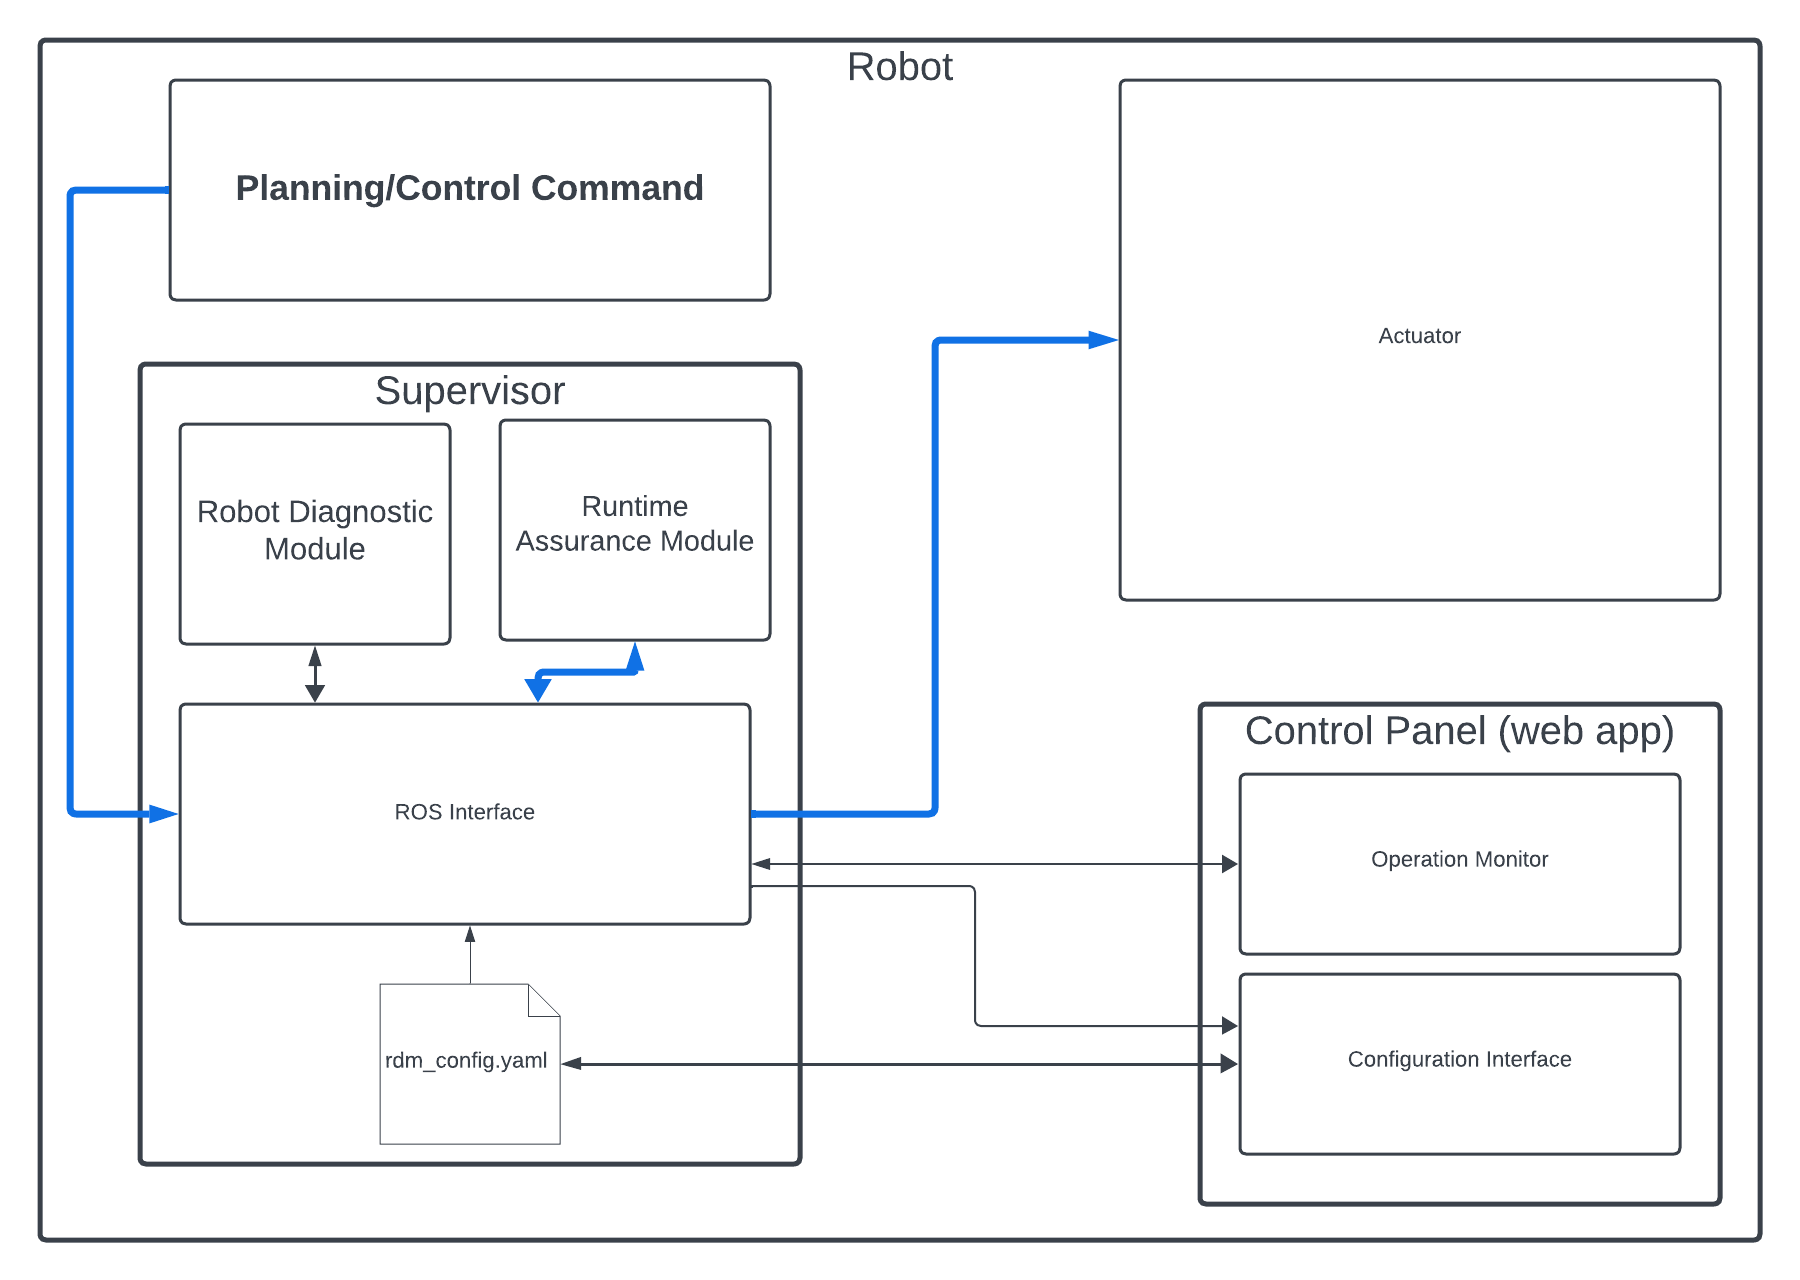 Robot
Planning/Control Command
Actuator
Supervisor
Robot Diagnostic
Module
Runtime
Assurance Module
ROS Interface
rdm_config.yaml
Control Panel (web app)
Operation Monitor
Configuration Interface